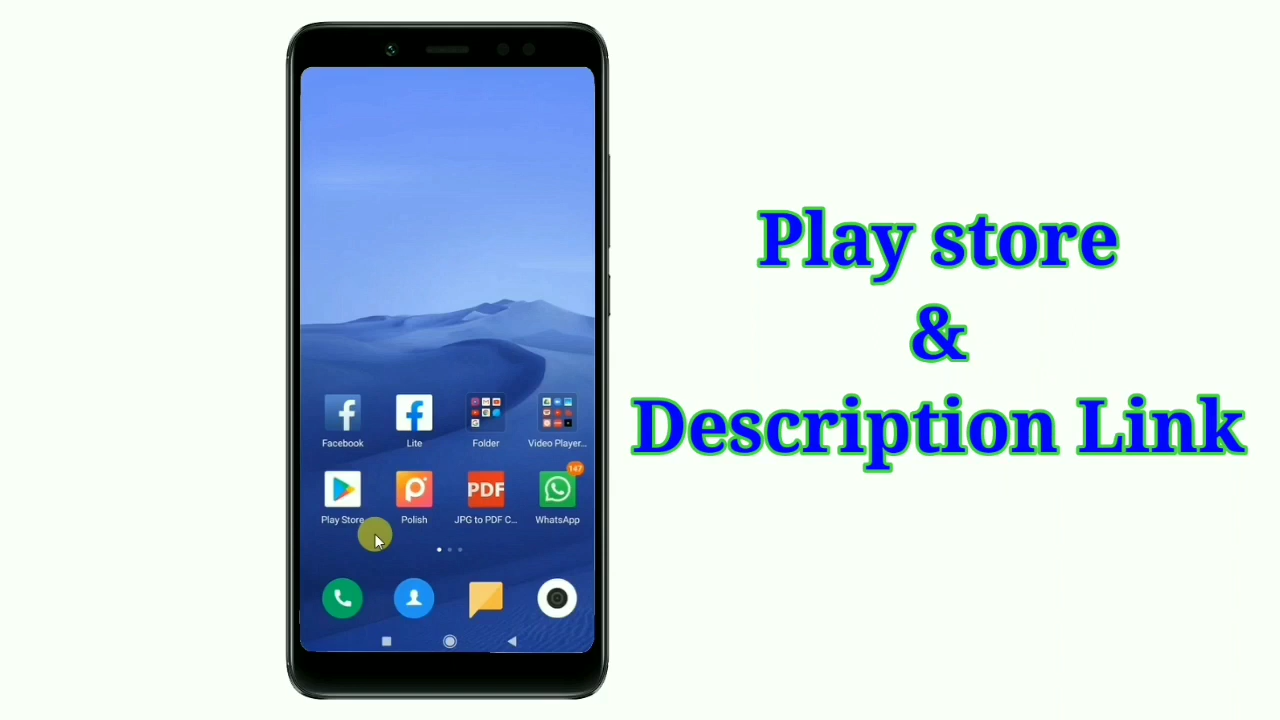 Play store
&
Description Link
Facebook
Lite
Folder
Video Player...
147
Play Store
Polish
PDF
JPG to PDF C...
WhatsApp